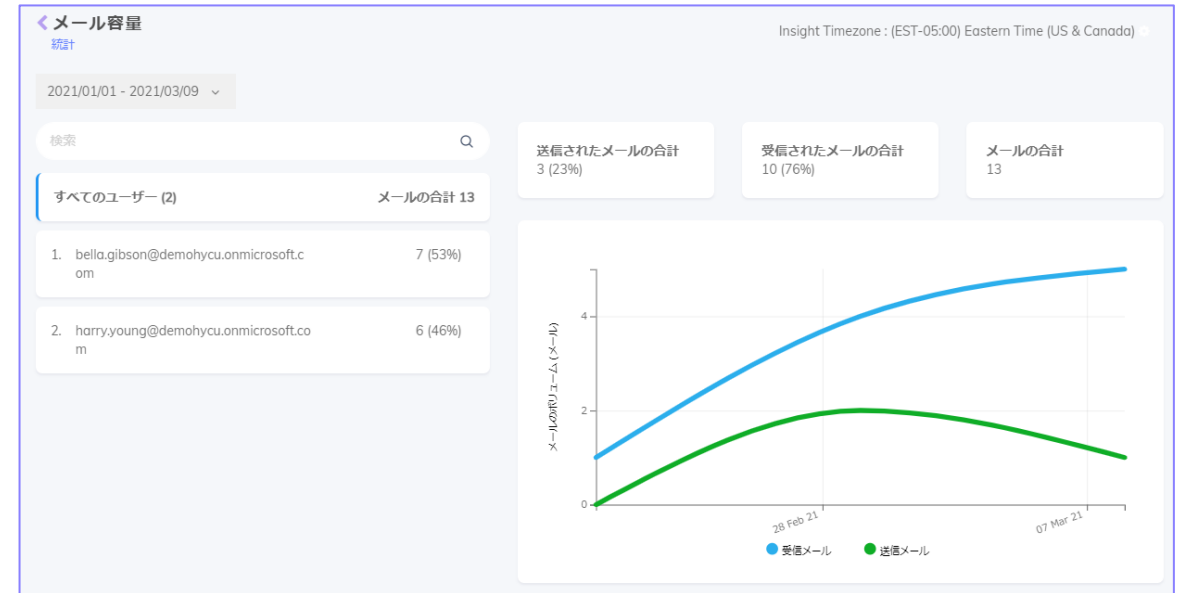 メール容量
統計
Insight Timezone : (EST-05:00) Eastern Time (US & Canada)
2021/01/01 - 2021/03/09
検索
すべてのユーザー (2) メールの合計 13
1. bella.gibson@demohycu.onmicrosoft.c 7 (53%)
om
2. harry.young@demohycu.onmicrosoft.co 6 (46%)
m
送信されたメールの合計
3 (23%)
受信されたメールの合計
10 (76%)
メールの合計
13
メールのボリューム (メール)
4
2
0
28 Feb 21
07 Mar 21
受信メール
送信メール